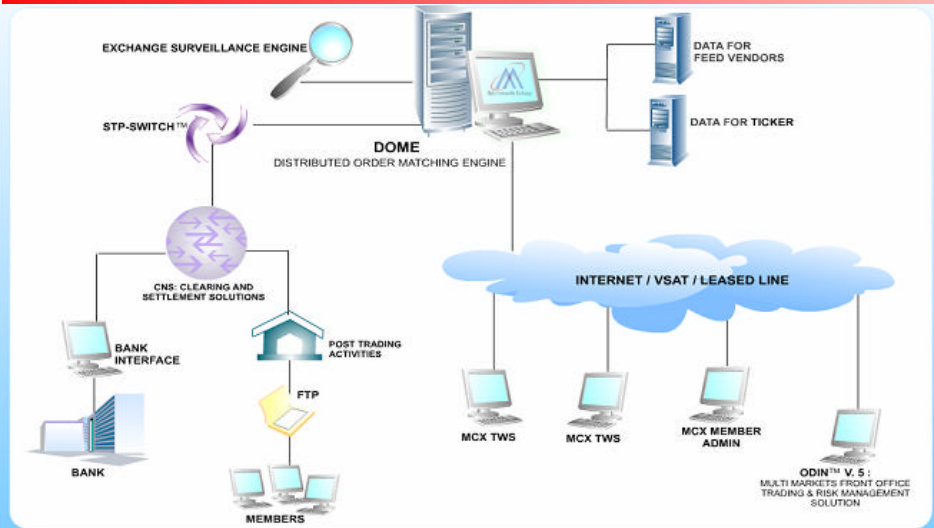 EXCHANGE SURVEILLANCE ENGINE
DATA FOR
FEED VENDORS
STP-SWITCH™
DATA FOR TICKER
DOME
DISTRIBUTED ORDER MATCHING ENGINE
INTERNET / VSAT / LEASED LINE
CNS: CLEARING AND
SETTLEMENT SOLUTIONS
BANK
INTERFACE
POST TRADING
ACTIVITIES
FTP
BANK
MEMBERS
MCX TWS
MCX TWS
MCX MEMBER
ADMIN
ODIN™ V. 5 :
MULTI MARKETS FRONT OFFICE
TRADING & RISK MANAGEMENT
SOLUTION